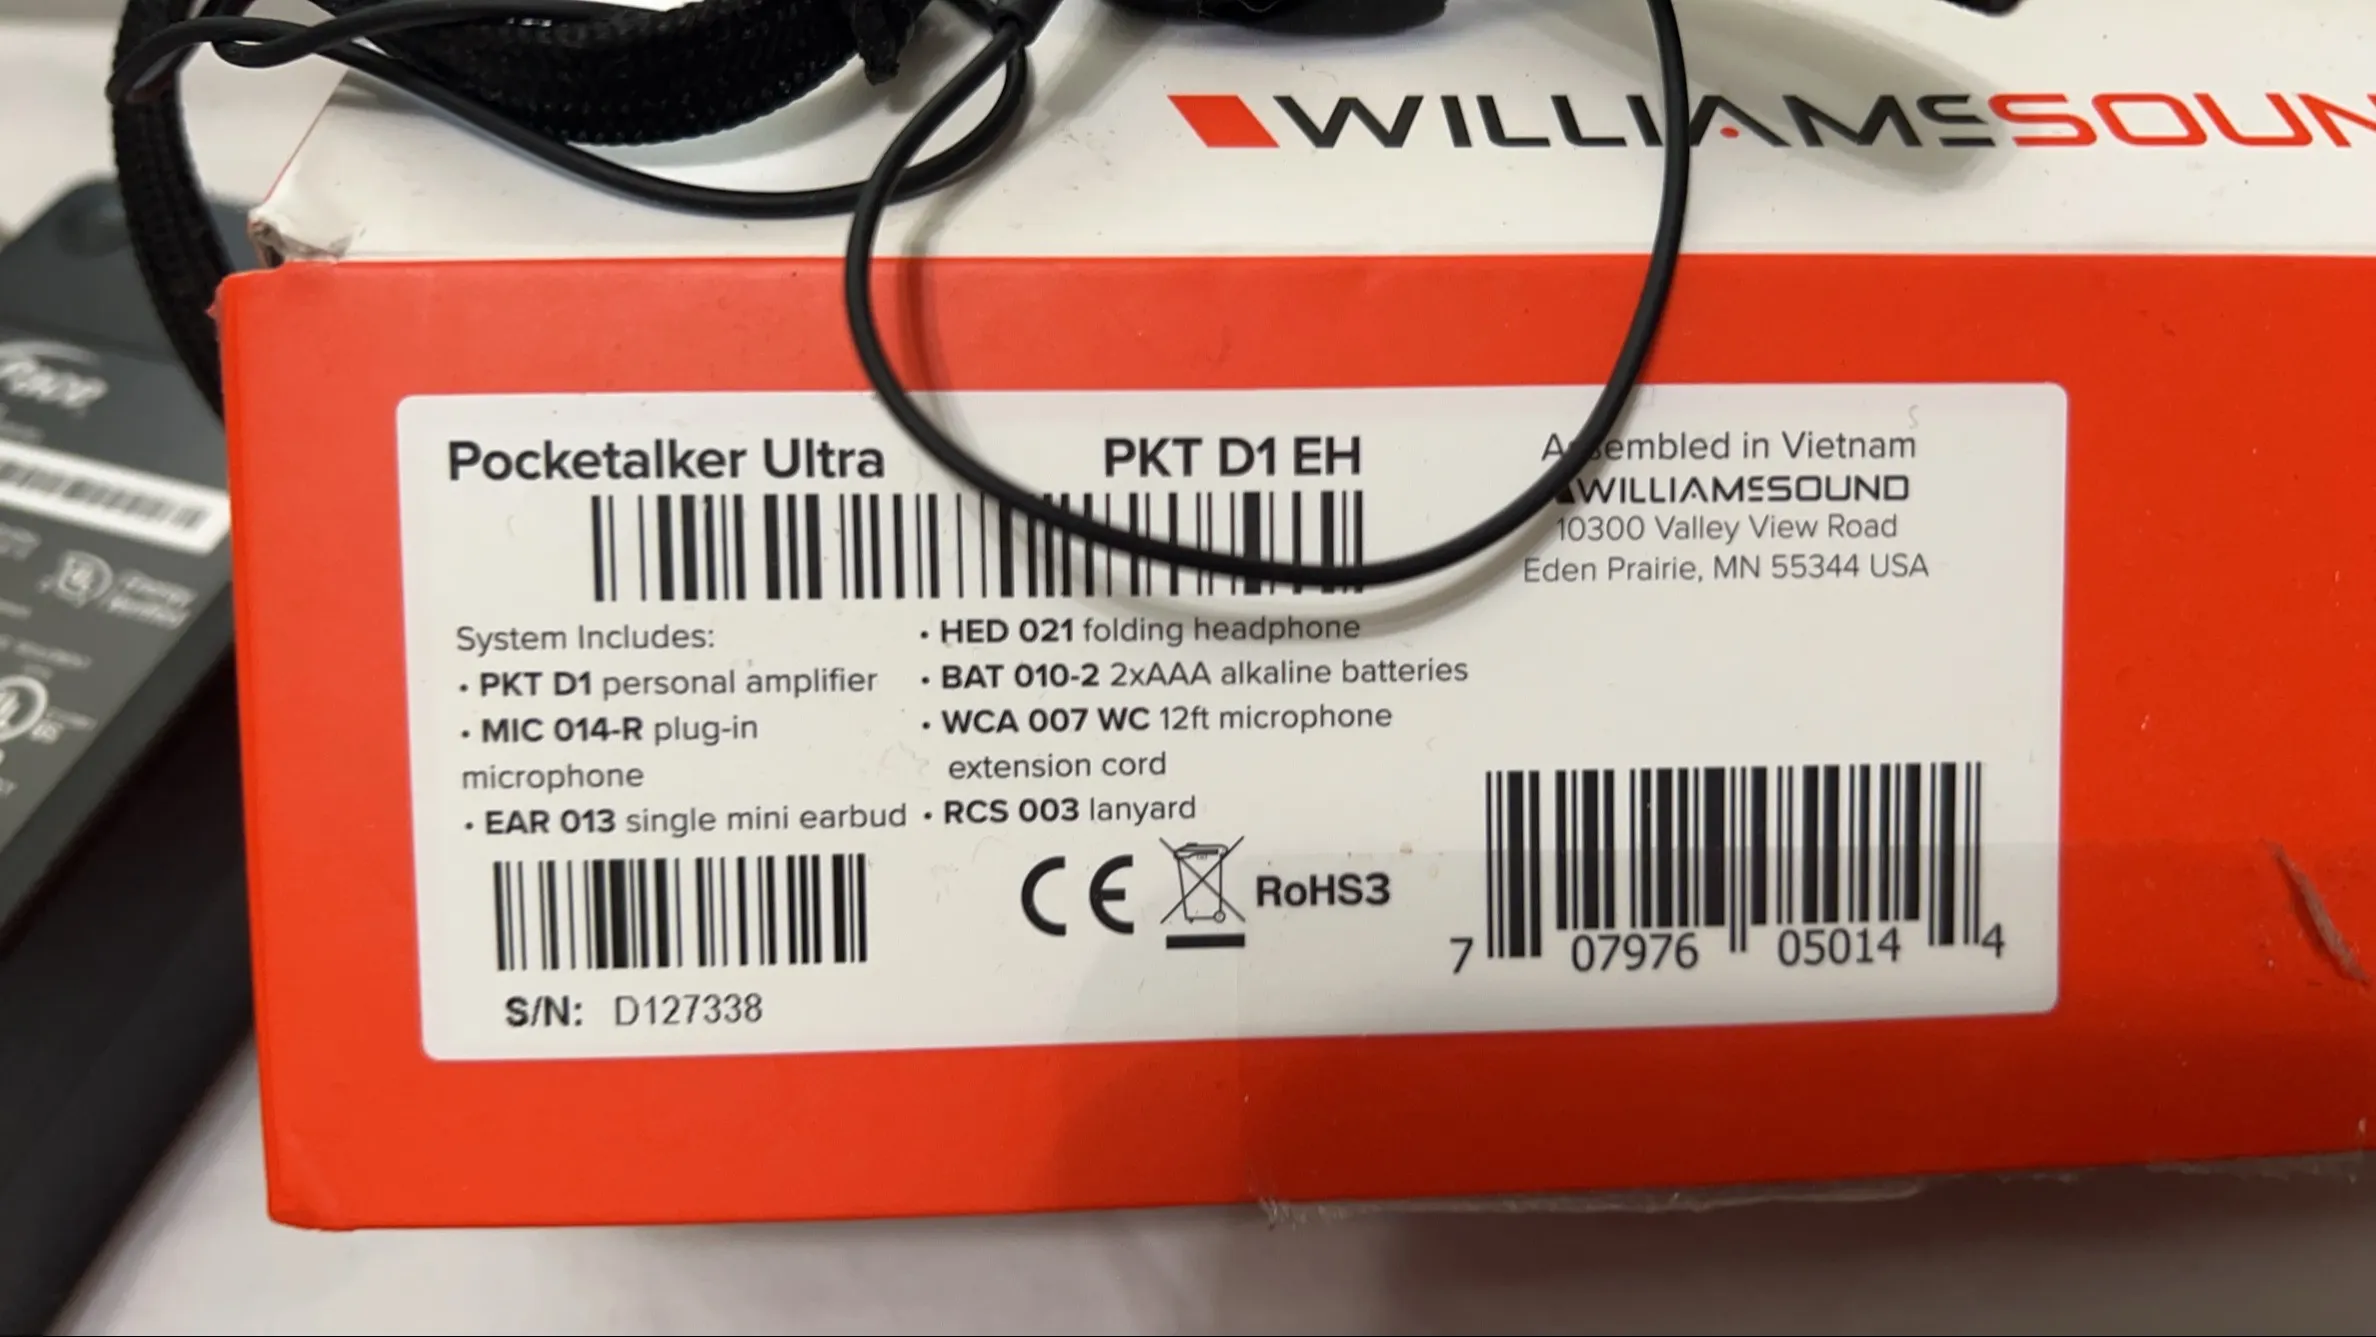 WILLIAMSSOUN
Pocketalker Ultra
PKT D1 EH
Assembled in Vietnam
WILLIAMSSOUND
10300 Valley View Road
Eden Prairie, MN 55344 USA
System Includes:
• PKT D1 personal amplifier
• MIC 014-R plug-in
microphone
• EAR 013 single mini earbud
• HED 021 folding headphone
• BAT 010-2 2xAAA alkaline batteries
• WCA 007 WC 12ft microphone
extension cord
• RCS 003 lanyard
CE
RoHS3
S/N: D127338
7 07976 05014 4